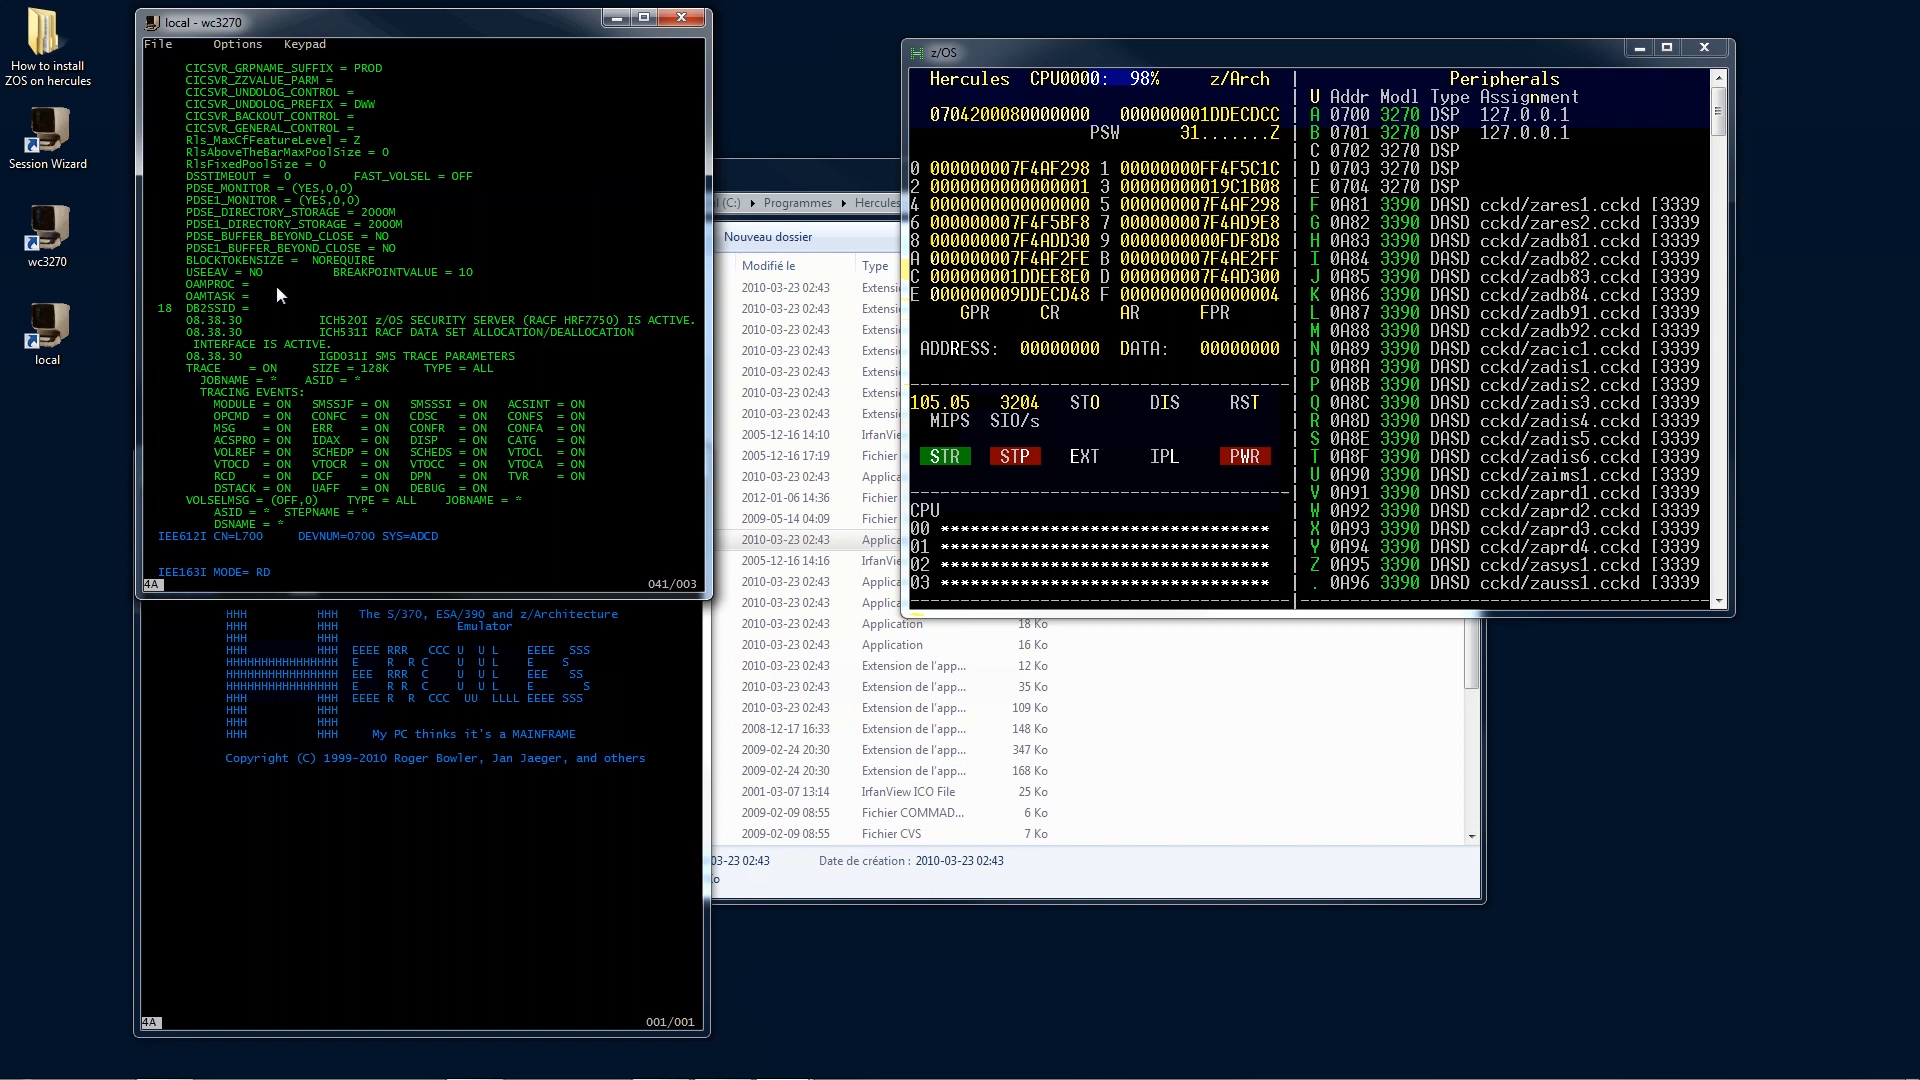 How to install
ZOS on hercules
Session Wizard
wc3270
local
local - wc3270
File Options Keypad
CICSVR_GRPNAME_SUFFIX = PROD
CICSVR_ZZVALUE_PARM =
CICSVR_UNDOLOG_CONTROL =
CICSVR_UNDOLOG_PREFIX = DWW
CICSVR_BACKOUT_CONTROL =
CICSVR_GENERAL_CONTROL =
Rls_MaxCfFeatureLevel = Z
RlsAboveTheBarMaxPoolSize = 0
RlsFixedPoolSize = 0
DSSTIMEOUT = 0 FAST_VOLSEL = OFF
PDSE_MONITOR = (YES,0,0)
PDSE1_MONITOR = (YES,0,0)
PDSE_DIRECTORY_STORAGE = 2000M
PDSE1_DIRECTORY_STORAGE = 2000M
PDSE_BUFFER_BEYOND_CLOSE = NO
PDSE1_BUFFER_BEYOND_CLOSE = NO
BLOCKTOKENSIZE = NOREQUIRE
USEEAV = NO BREAKPOINTVALUE = 10
OAMPROC =
OAMTASK =
18 DB2SSID =
08.38.30 ICH520I z/OS SECURITY SERVER (RACF HRF7750) IS ACTIVE.
08.38.30 ICH531I RACF DATA SET ALLOCATION/DEALLOCATION
INTERFACE IS ACTIVE.
08.38.30 IGD031I SMS TRACE PARAMETERS
TRACE = ON SIZE = 128K TYPE = ALL
JOBNAME = * ASID = *
TRACING EVENTS:
MODULE = ON SMSSJF = ON SMSSSI = ON ACSINT = ON
OPCMD = ON CONFC = ON CDSC = ON CONFS = ON
MSG = ON ERR = ON CONFR = ON CONFA = ON
ACSPRO = ON IDAX = ON DISP = ON CATG = ON
VOLREF = ON SCHEDP = ON SCHEDS = ON VTOCL = ON
VTOCD = ON VTOCR = ON VTOCC = ON VTOCA = ON
RCD = ON DCF = ON DPN = ON TVR = ON
DSTACK = ON UAFF = ON DEBUG = ON
VOLSELMSG = (OFF,0) TYPE = ALL JOBNAME = *
ASID = * STEPNAME = *
DSNAME = *
IEE612I CN=L700 DEVNUM=0700 SYS=ADCD
IEE163I MODE= RD
4A 041/003
HHH HHH The S/370, ESA/390 and z/Architecture
HHH HHH Emulator
HHH HHH
HHH HHH EEEE RRR CCC U U L EEEE SSS
HHHHHHHHHHHHHHHH E R R C U U L E S
HHHHHHHHHHHHHHHH EEE RRR C U U L EEE SS
HHHHHHHHHHHHHHHH E R R C U U L E S
HHH HHH EEEE R R CCC UU LLLL EEEE SSS
HHH HHH
HHH HHH
HHH HHH My PC thinks it's a MAINFRAME
Copyright (C) 1999-2010 Roger Bowler, Jan Jaeger, and others
4A 001/001
(C:) Programmes Hercules
Nouveau dossier
Modifié le Type
2010-03-23 02:43 Extensi
2010-03-23 02:43 Extensi
2010-03-23 02:43 Extensi
2010-03-23 02:43 Extensi
2010-03-23 02:43 Extensi
2010-03-23 02:43 Extensi
2010-03-23 02:43 Extensi
2005-12-16 14:10 IrfanVie
2005-12-16 17:19 Fichier
2010-03-23 02:43 Applica
2012-01-06 14:36 Fichier
2009-05-14 04:09 Fichier
2010-03-23 02:43 Applica
2005-12-16 14:16 IrfanVie
2010-03-23 02:43 Applica
2010-03-23 02:43 Applica
2010-03-23 02:43 Application 18 Ko
2010-03-23 02:43 Application 16 Ko
2010-03-23 02:43 Extension de l'app... 12 Ko
2010-03-23 02:43 Extension de l'app... 35 Ko
2010-03-23 02:43 Extension de l'app... 109 Ko
2008-12-17 16:33 Extension de l'app... 148 Ko
2009-02-24 20:30 Extension de l'app... 347 Ko
2009-02-24 20:30 Extension de l'app... 168 Ko
2001-03-07 13:14 IrfanView ICO File 25 Ko
2009-02-09 08:55 Fichier COMMAD... 6 Ko
2009-02-09 08:55 Fichier CVS 7 Ko
03-23 02:43 Date de création : 2010-03-23 02:43
z/OS
Hercules CPU0000: 98% z/Arch
0704200080000000 000000001DDECDCC
PSW 31.......Z
0 000000007F4AF298 1 00000000FF4F5C1C
2 0000000000000001 3 00000000019C1B08
4 0000000000000000 5 000000007F4AF298
6 000000007F4F5BF8 7 000000007F4AD9E8
8 000000007F4ADD30 9 0000000000FDF8D8
A 000000007F4AF2FE B 000000007F4AE2FF
C 000000001DDEE8E0 D 000000007F4AD300
E 000000009DDECD48 F 0000000000000004
GPR CR AR FPR
ADDRESS: 00000000 DATA: 00000000
105.05 3204 STO DIS RST
MIPS SIO/s
STR STP EXT IPL PWR
CPU
00 *********************************
01 *********************************
02 *********************************
03 *********************************
Peripherals
U Addr Modl Type Assignment
A 0700 3270 DSP 127.0.0.1
B 0701 3270 DSP 127.0.0.1
C 0702 3270 DSP
D 0703 3270 DSP
E 0704 3270 DSP
F 0A81 3390 DASD cckd/zares1.cckd [3339
G 0A82 3390 DASD cckd/zares2.cckd [3339
H 0A83 3390 DASD cckd/zadb81.cckd [3339
I 0A84 3390 DASD cckd/zadb82.cckd [3339
J 0A85 3390 DASD cckd/zadb83.cckd [3339
K 0A86 3390 DASD cckd/zadb84.cckd [3339
L 0A87 3390 DASD cckd/zadb91.cckd [3339
M 0A88 3390 DASD cckd/zadb92.cckd [3339
N 0A89 3390 DASD cckd/zacic1.cckd [3339
O 0A8A 3390 DASD cckd/zadis1.cckd [3339
P 0A8B 3390 DASD cckd/zadis2.cckd [3339
Q 0A8C 3390 DASD cckd/zadis3.cckd [3339
R 0A8D 3390 DASD cckd/zadis4.cckd [3339
S 0A8E 3390 DASD cckd/zadis5.cckd [3339
T 0A8F 3390 DASD cckd/zadis6.cckd [3339
U 0A90 3390 DASD cckd/zaims1.cckd [3339
V 0A91 3390 DASD cckd/zaprd1.cckd [3339
W 0A92 3390 DASD cckd/zaprd2.cckd [3339
X 0A93 3390 DASD cckd/zaprd3.cckd [3339
Y 0A94 3390 DASD cckd/zaprd4.cckd [3339
Z 0A95 3390 DASD cckd/zasys1.cckd [3339
. 0A96 3390 DASD cckd/zauss1.cckd [3339